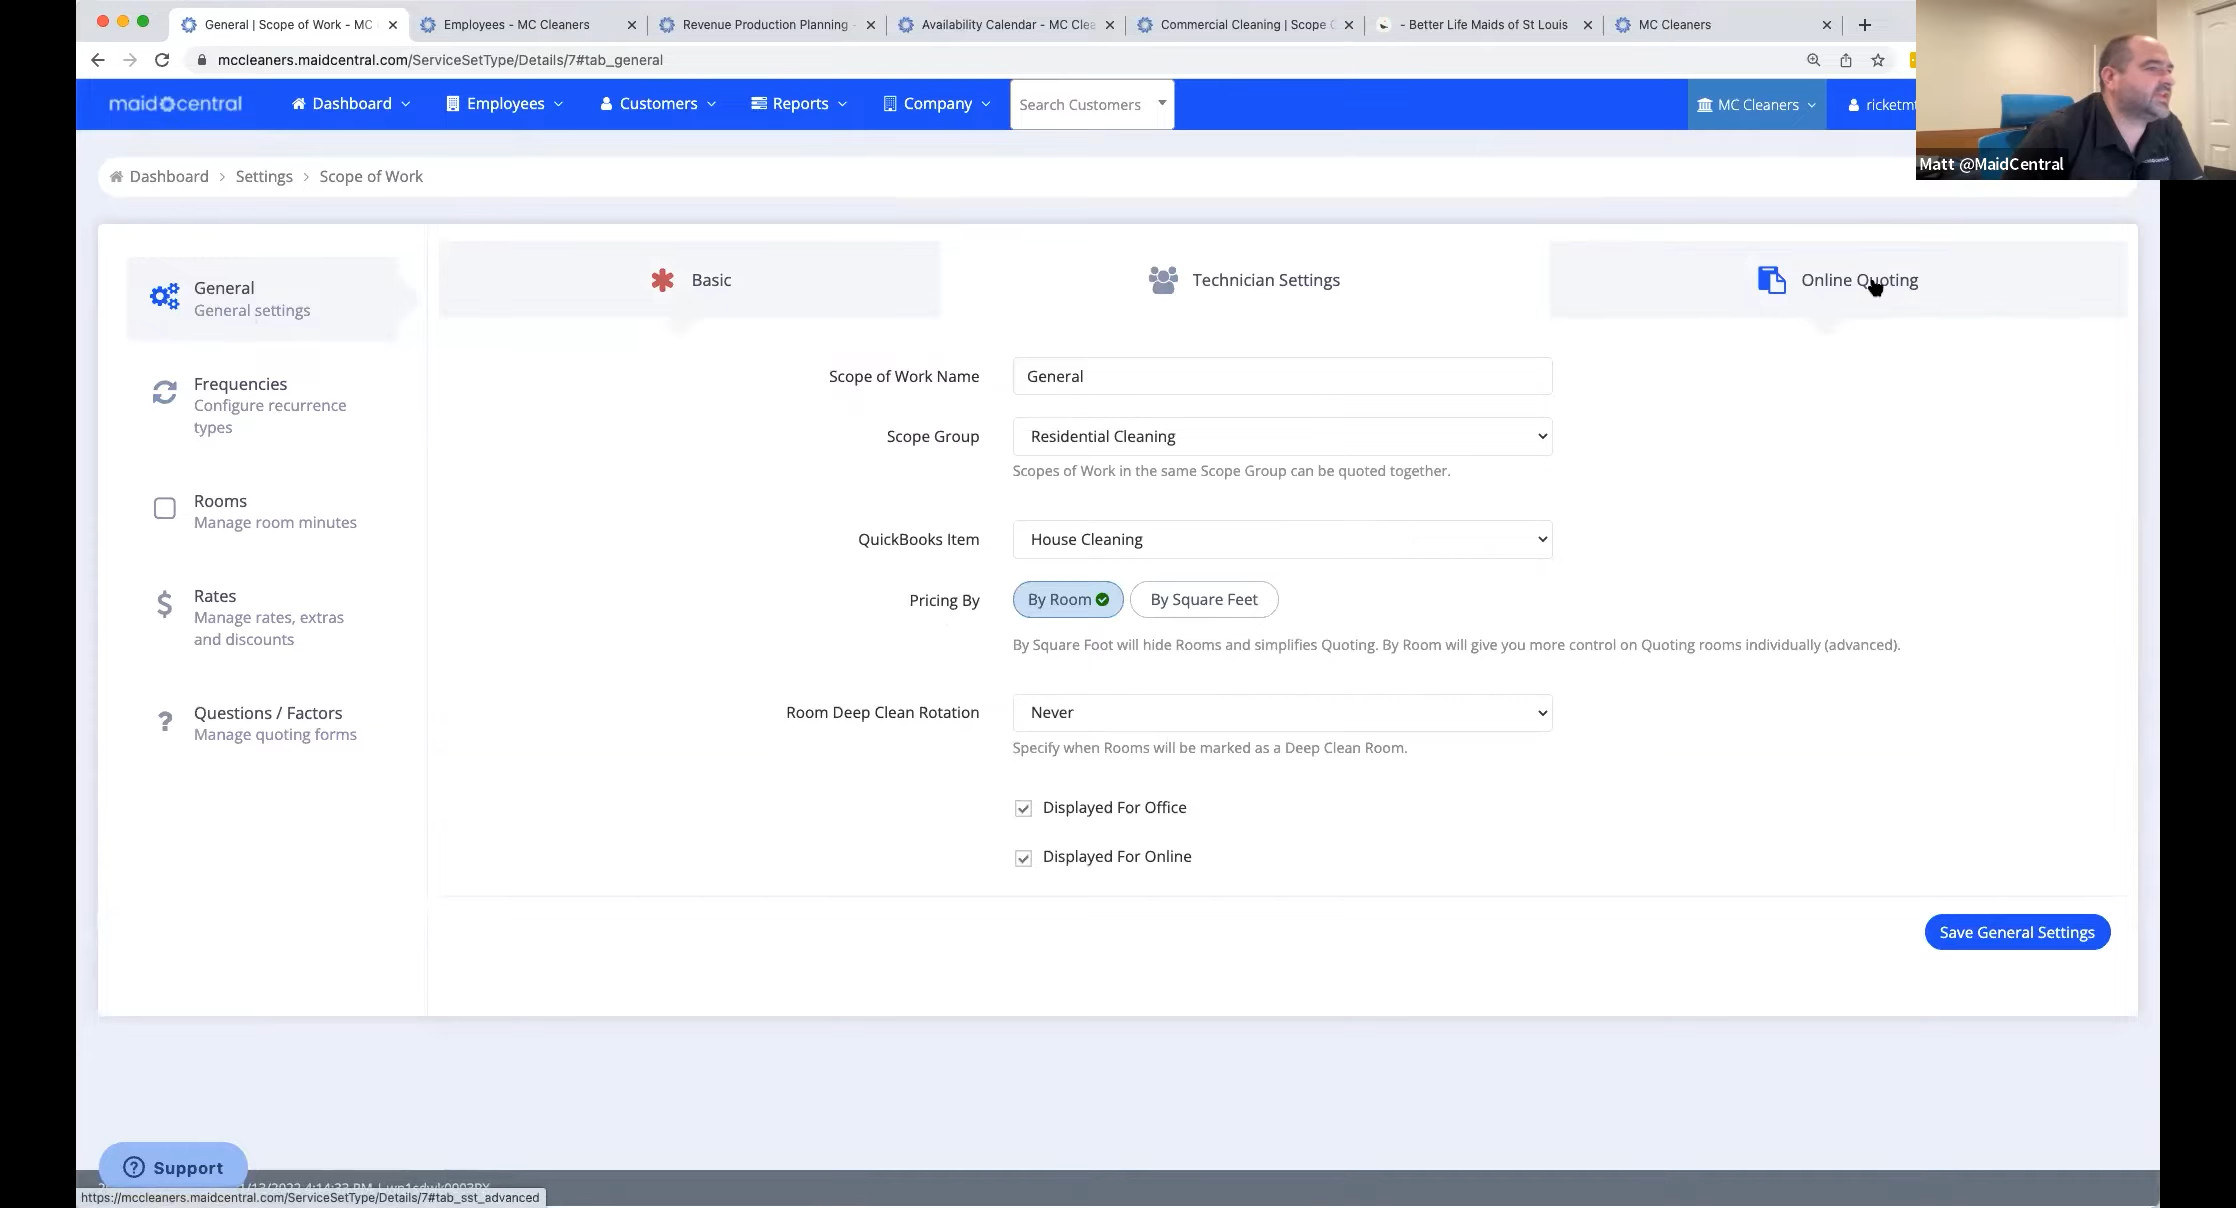 General | Scope of Work - MC
Employees - MC Cleaners
Revenue Production Planning -
Availability Calendar - MC Clea
Commercial Cleaning | Scope O
- Better Life Maids of St Louis
MC Cleaners
mccleaners.maidcentral.com/ServiceSetType/Details/7#tab_general
maidcentral
Dashboard
Employees
Customers
Reports
Company
Search Customers
MC Cleaners
ricketmt
Matt @MaidCentral
Dashboard > Settings > Scope of Work
General
General settings
Frequencies
Configure recurrence
types
Rooms
Manage room minutes
Rates
Manage rates, extras
and discounts
Questions / Factors
Manage quoting forms
Basic
Technician Settings
Online Quoting
Scope of Work Name
General
Scope Group
Residential Cleaning
Scopes of Work in the same Scope Group can be quoted together.
QuickBooks Item
House Cleaning
Pricing By
By Room
By Square Feet
By Square Foot will hide Rooms and simplifies Quoting. By Room will give you more control on Quoting rooms individually (advanced).
Room Deep Clean Rotation
Never
Specify when Rooms will be marked as a Deep Clean Room.
Displayed For Office
Displayed For Online
Save General Settings
Support
https://mccleaners.maidcentral.com/ServiceSetType/Details/7#tab_sst_advanced